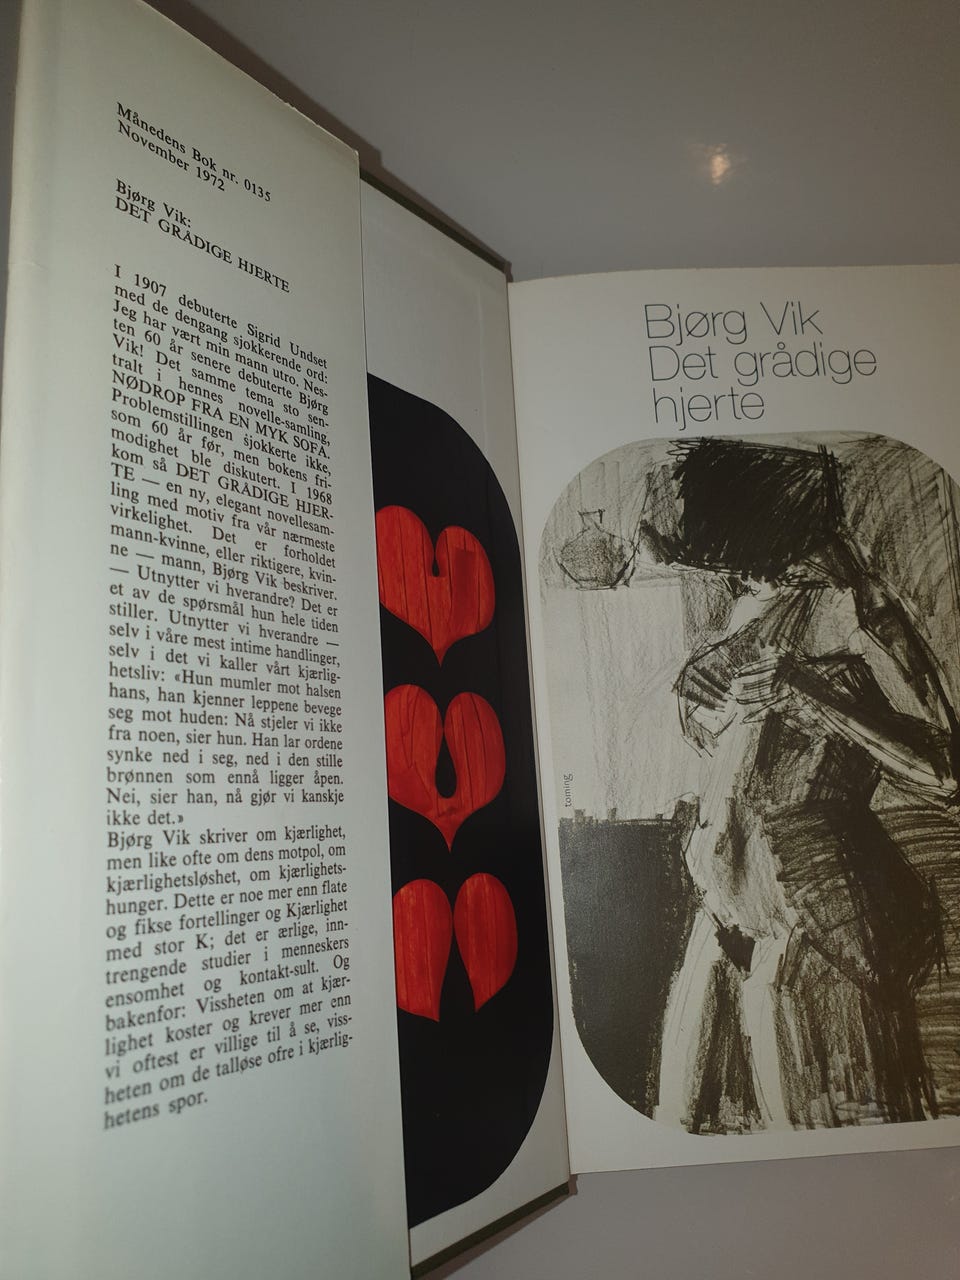 Månedens Bok nr. 0135
November 1972
Bjørg Vik:
DET GRÅDIGE HJERTE
I 1907 debuterte Sigrid Undset
med de dengang sjokkerende ord:
Jeg har vært min mann utro. Nes-
ten 60 år senere debuterte Bjørg
Vik! Det samme tema sto sen-
tralt i hennes novelle-samling,
NØDROP FRA EN MYK SOFA.
Problemstillingen sjokkerte ikke,
som 60 år før, men bokens fri-
modighet ble diskutert. I 1968
kom så DET GRÅDIGE HJER-
TE — en ny, elegant novellesam-
ling med motiv fra vår nærmeste
virkelighet. Det er forholdet
mann-kvinne, eller riktigere, kvin-
ne — mann, Bjørg Vik beskriver.
— Utnytter vi hverandre? Det er
et av de spørsmål hun hele tiden
stiller. Utnytter vi hverandre —
selv i våre mest intime handlinger,
selv i det vi kaller vårt kjærlig-
hetsliv: «Hun mumler mot halsen
hans, han kjenner leppene bevege
seg mot huden: Nå stjeler vi ikke
fra noen, sier hun. Han lar ordene
synke ned i seg, ned i den stille
brønnen som ennå ligger åpen.
Nei, sier han, nå gjør vi kanskje
ikke det.»
Bjørg Vik skriver om kjærlighet,
men like ofte om dens motpol, om
kjærlighetsløshet, om kjærlighets-
hunger. Dette er noe mer enn flate
og fikse fortellinger og Kjærlighet
med stor K; det er ærlige, inn-
trengende studier i menneskers
ensomhet og kontakt-sult. Og
bakenfor: Vissheten om at kjær-
lighet koster og krever mer enn
vi oftest er villige til å se, viss-
heten om de talløse ofre i kjærlig-
hetens spor.
Bjørg Vik
Det grådige
hjerte
toming